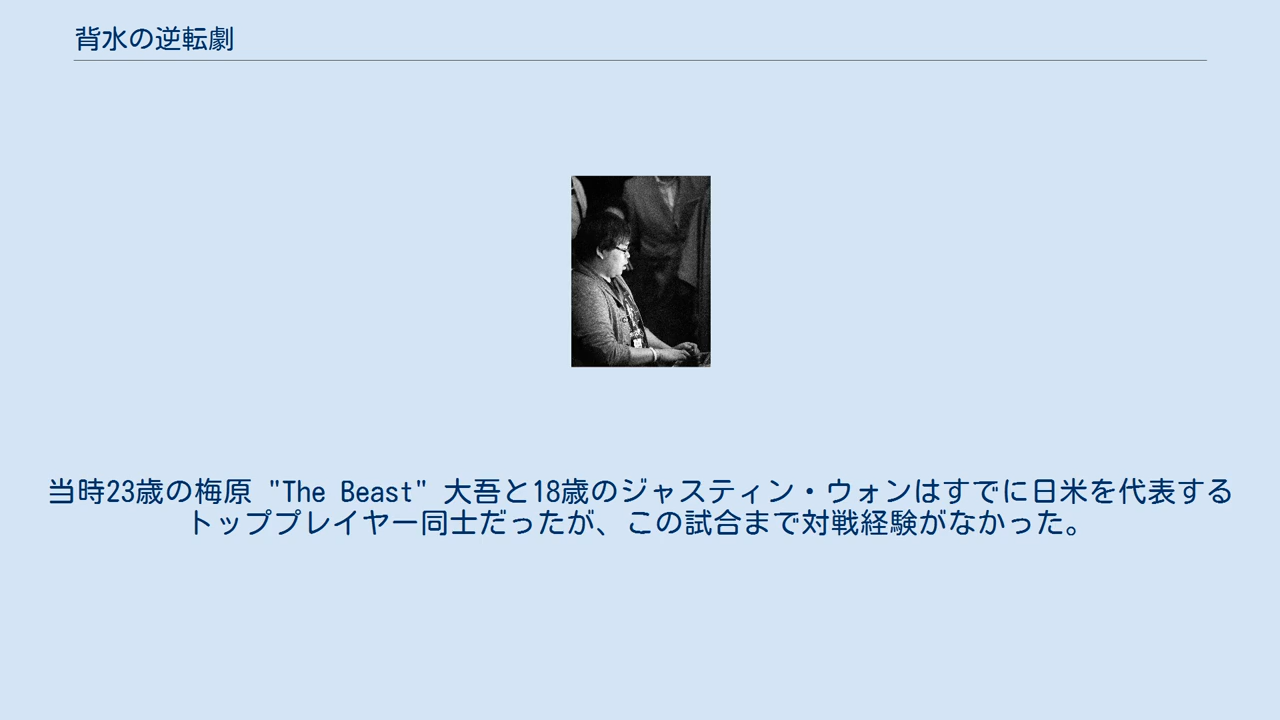 背水の逆転劇
当時23歳の梅原 "The Beast" 大吾と18歳のジャスティン・ウォンはすでに日米を代表する
トッププレイヤー同士だったが、この試合まで対戦経験がなかった。